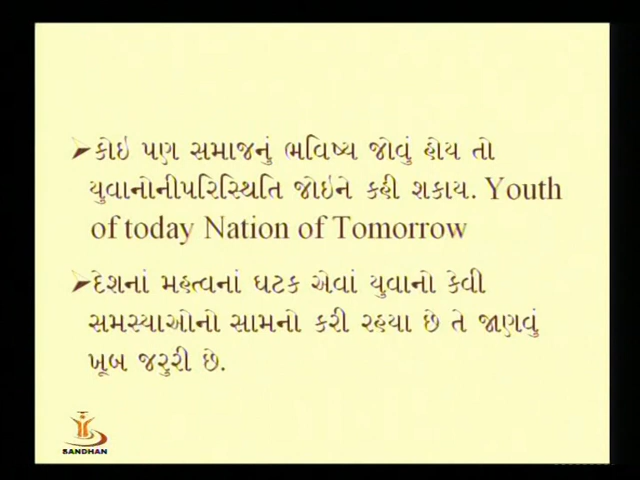 ➤કોઇ પણ સમાજનું ભવિષ્ય જોવું હોય તો
યુવાનોનીપરિસ્થિતિ જોઇને કહી શકાય. Youth
of today Nation of Tomorrow
➤દેશનાં મહત્વનાં ઘટક એવાં યુવાનો કેવી
સમસ્યાઓનો સામનો કરી રહયા છે તે જાણવું
ખૂબ જરુરી છે.
SANDHAN